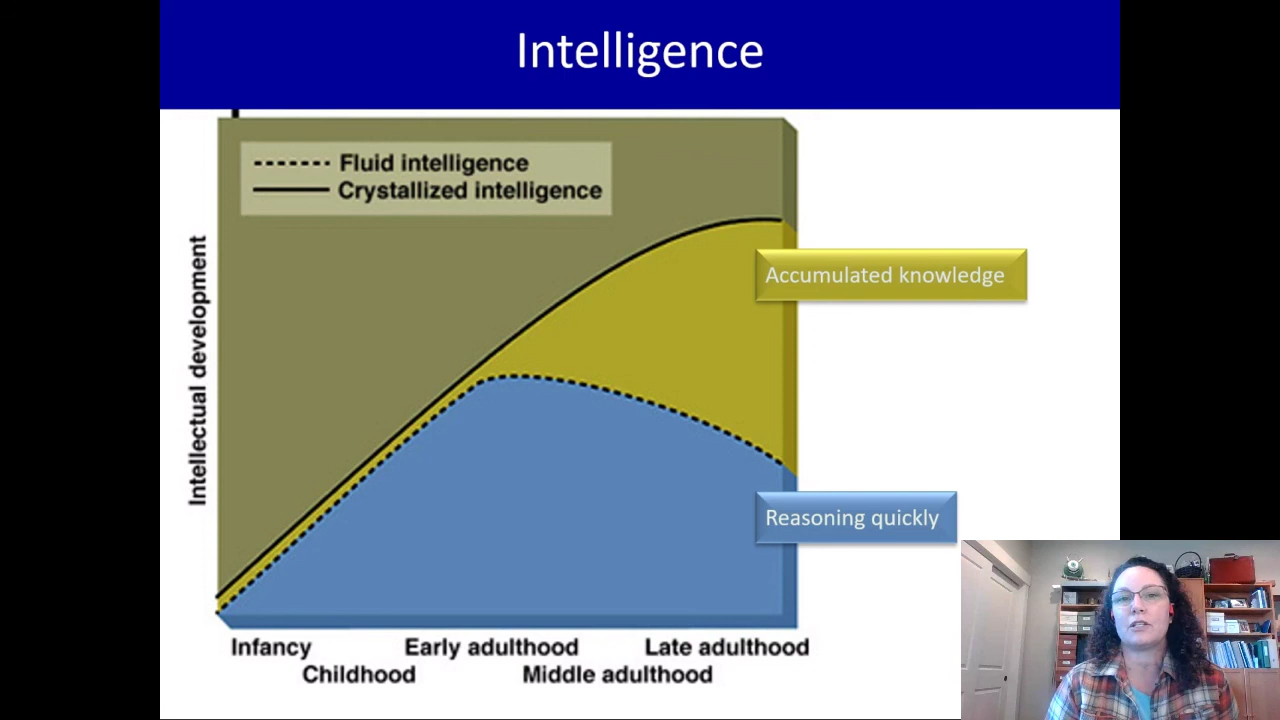 Intelligence
Fluid intelligence
Crystallized intelligence
Intellectual development
Accumulated knowledge
Reasoning quickly
Infancy
Early adulthood
Late adulthood
Childhood
Middle adulthood